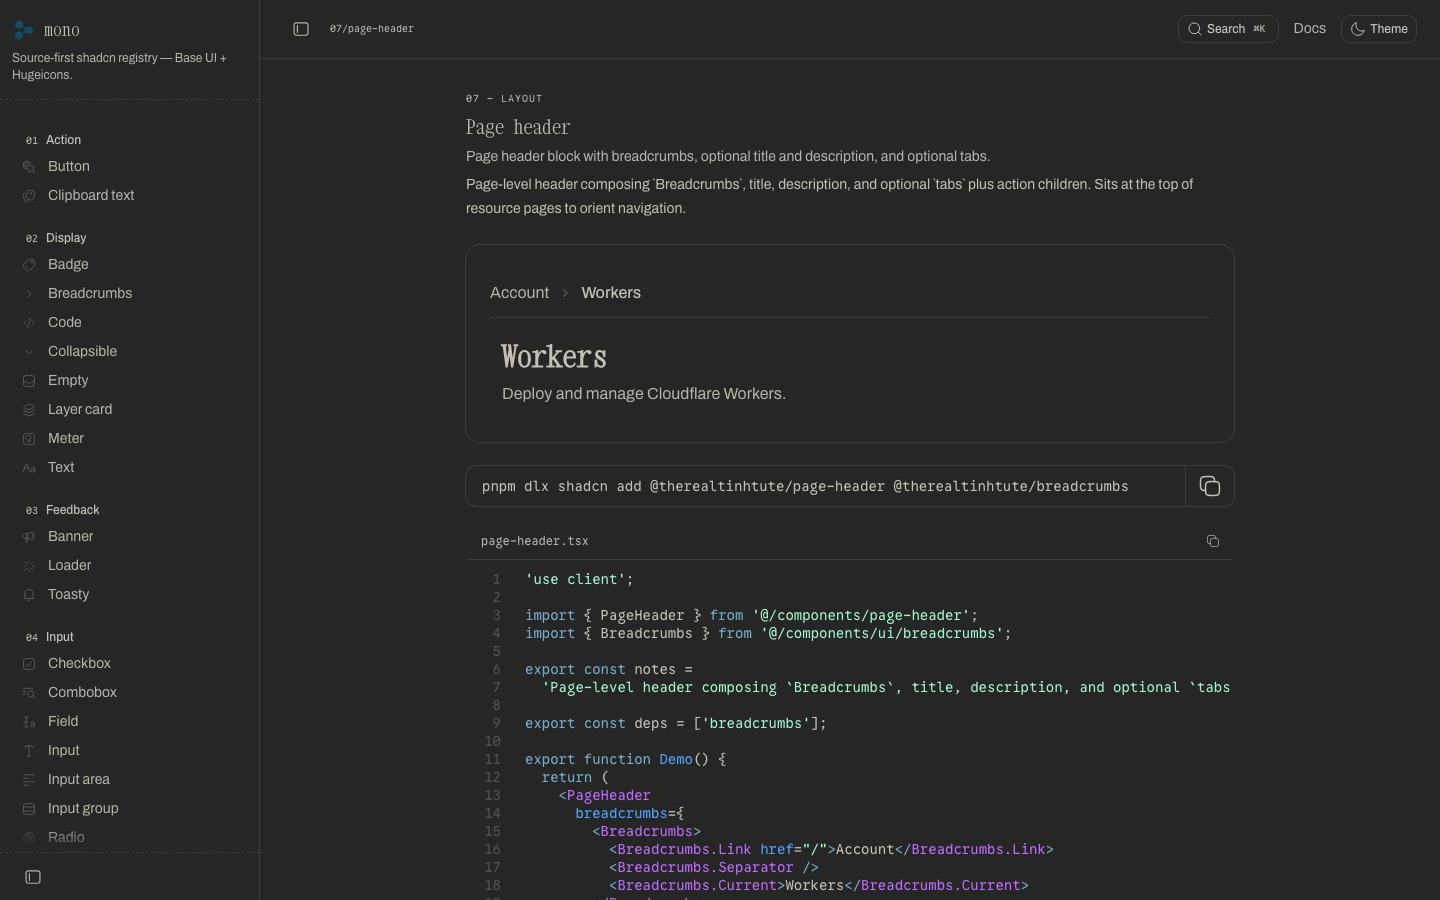 mono
Source-first shadcn registry — Base UI +
Hugeicons.
01 Action
Button
Clipboard text
02 Display
Badge
Breadcrumbs
Code
Collapsible
Empty
Layer card
Meter
Text
03 Feedback
Banner
Loader
Toasty
04 Input
Checkbox
Combobox
Field
Input
Input area
Input group
Radio
07/page-header
Search ⌘K
Docs
Theme
07 — LAYOUT
Page header
Page header block with breadcrumbs, optional title and description, and optional tabs.
Page-level header composing `Breadcrumbs`, title, description, and optional `tabs` plus action children. Sits at the top of
resource pages to orient navigation.
Account > Workers
Workers
Deploy and manage Cloudflare Workers.
pnpm dlx shadcn add @therealtinhtute/page-header @therealtinhtute/breadcrumbs
page-header.tsx
1 'use client';
2
3 import { PageHeader } from '@/components/page-header';
4 import { Breadcrumbs } from '@/components/ui/breadcrumbs';
5
6 export const notes =
7 'Page-level header composing `Breadcrumbs`, title, description, and optional `tabs
8
9 export const deps = ['breadcrumbs'];
10
11 export function Demo() {
12 return (
13 <PageHeader
14 breadcrumbs={
15 <Breadcrumbs>
16 <Breadcrumbs.Link href="/">Account</Breadcrumbs.Link>
17 <Breadcrumbs.Separator />
18 <Breadcrumbs.Current>Workers</Breadcrumbs.Current>